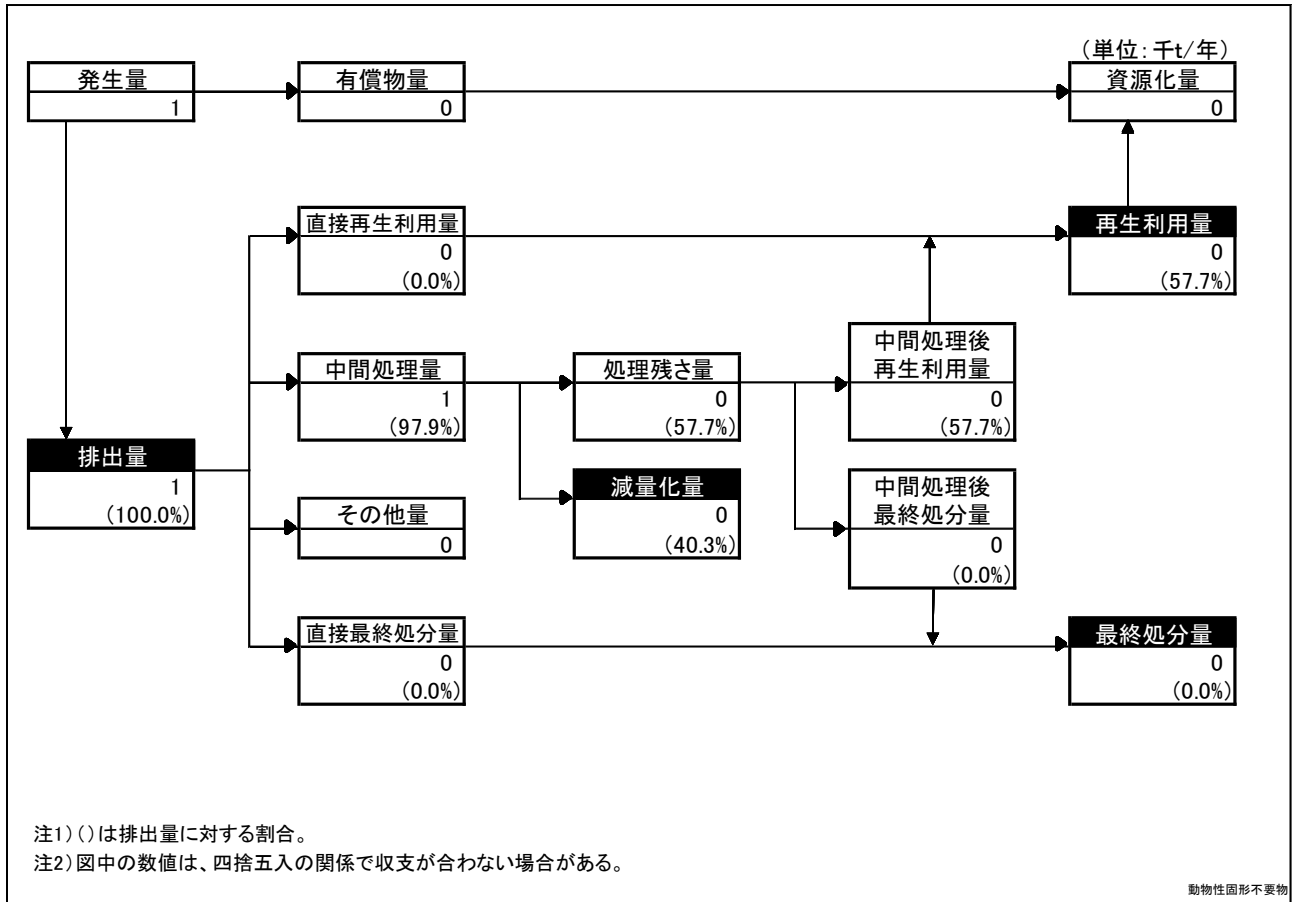 （単位：千t/年）
発生量
1
有償物量
0
資源化量
0
直接再生利用量
0
（0.0%）
再生利用量
0
（57.7%）
中間処理量
1
（97.9%）
処理残さ量
0
（57.7%）
中間処理後
再生利用量
0
（57.7%）
排出量
1
（100.0%）
減量化量
0
（40.3%）
中間処理後
最終処分量
0
（0.0%）
その他量
0
直接最終処分量
0
（0.0%）
最終処分量
0
（0.0%）
注1）（）は排出量に対する割合。
注2）図中の数値は、四捨五入の関係で収支が合わない場合がある。
動物性固形不要物